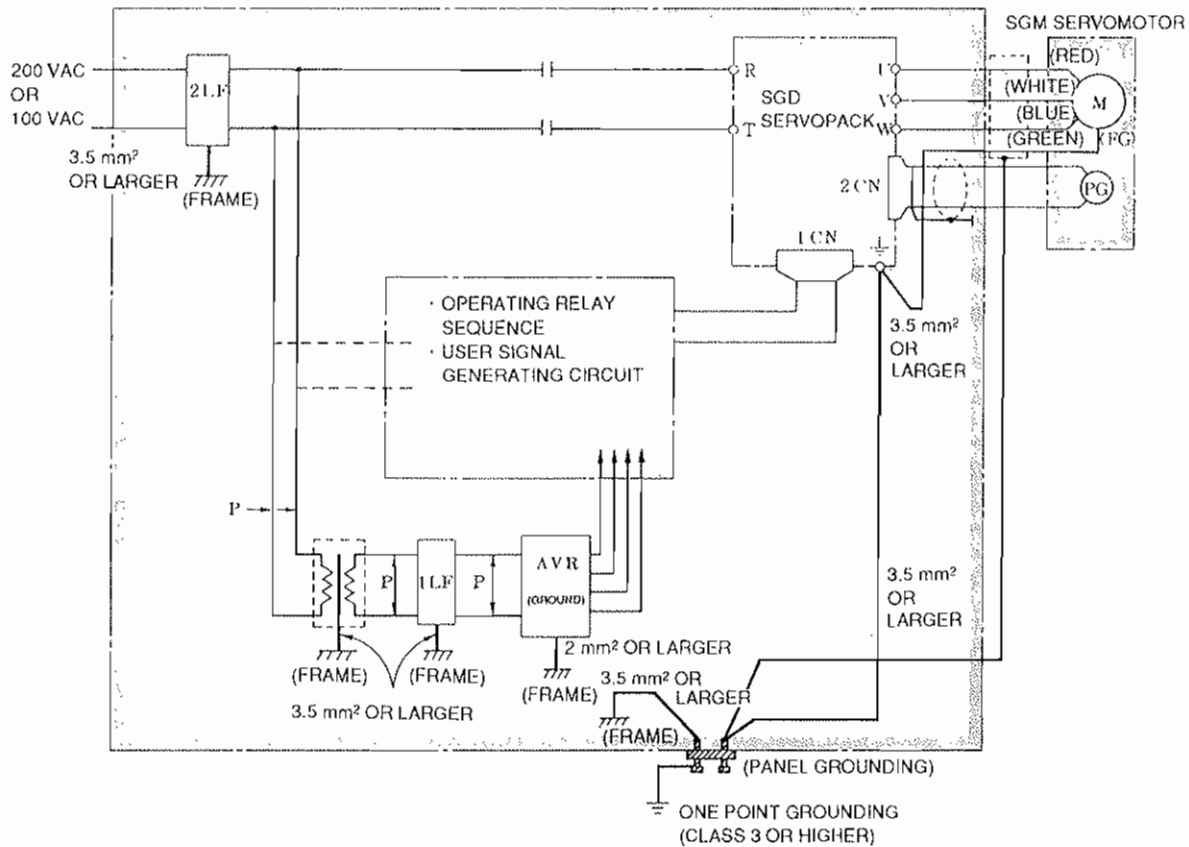 SGM SERVOMOTOR
200 VAC
OR
100 VAC
2LF
3.5 mm²
OR LARGER
(FRAME)
R
T
SGD
SERVOPACK
U
V
W
(RED)
(WHITE)
(BLUE)
(GREEN)
(FG)
M
2CN
PG
1CN
· OPERATING RELAY
SEQUENCE
· USER SIGNAL
GENERATING CIRCUIT
3.5 mm²
OR
LARGER
P
P
1LF
P
AVR
(GROUND)
3.5 mm²
OR
LARGER
(FRAME)
(FRAME)
3.5 mm² OR LARGER
2 mm² OR LARGER
(FRAME)
3.5 mm² OR
LARGER
(FRAME)
(PANEL GROUNDING)
ONE POINT GROUNDING
(CLASS 3 OR HIGHER)